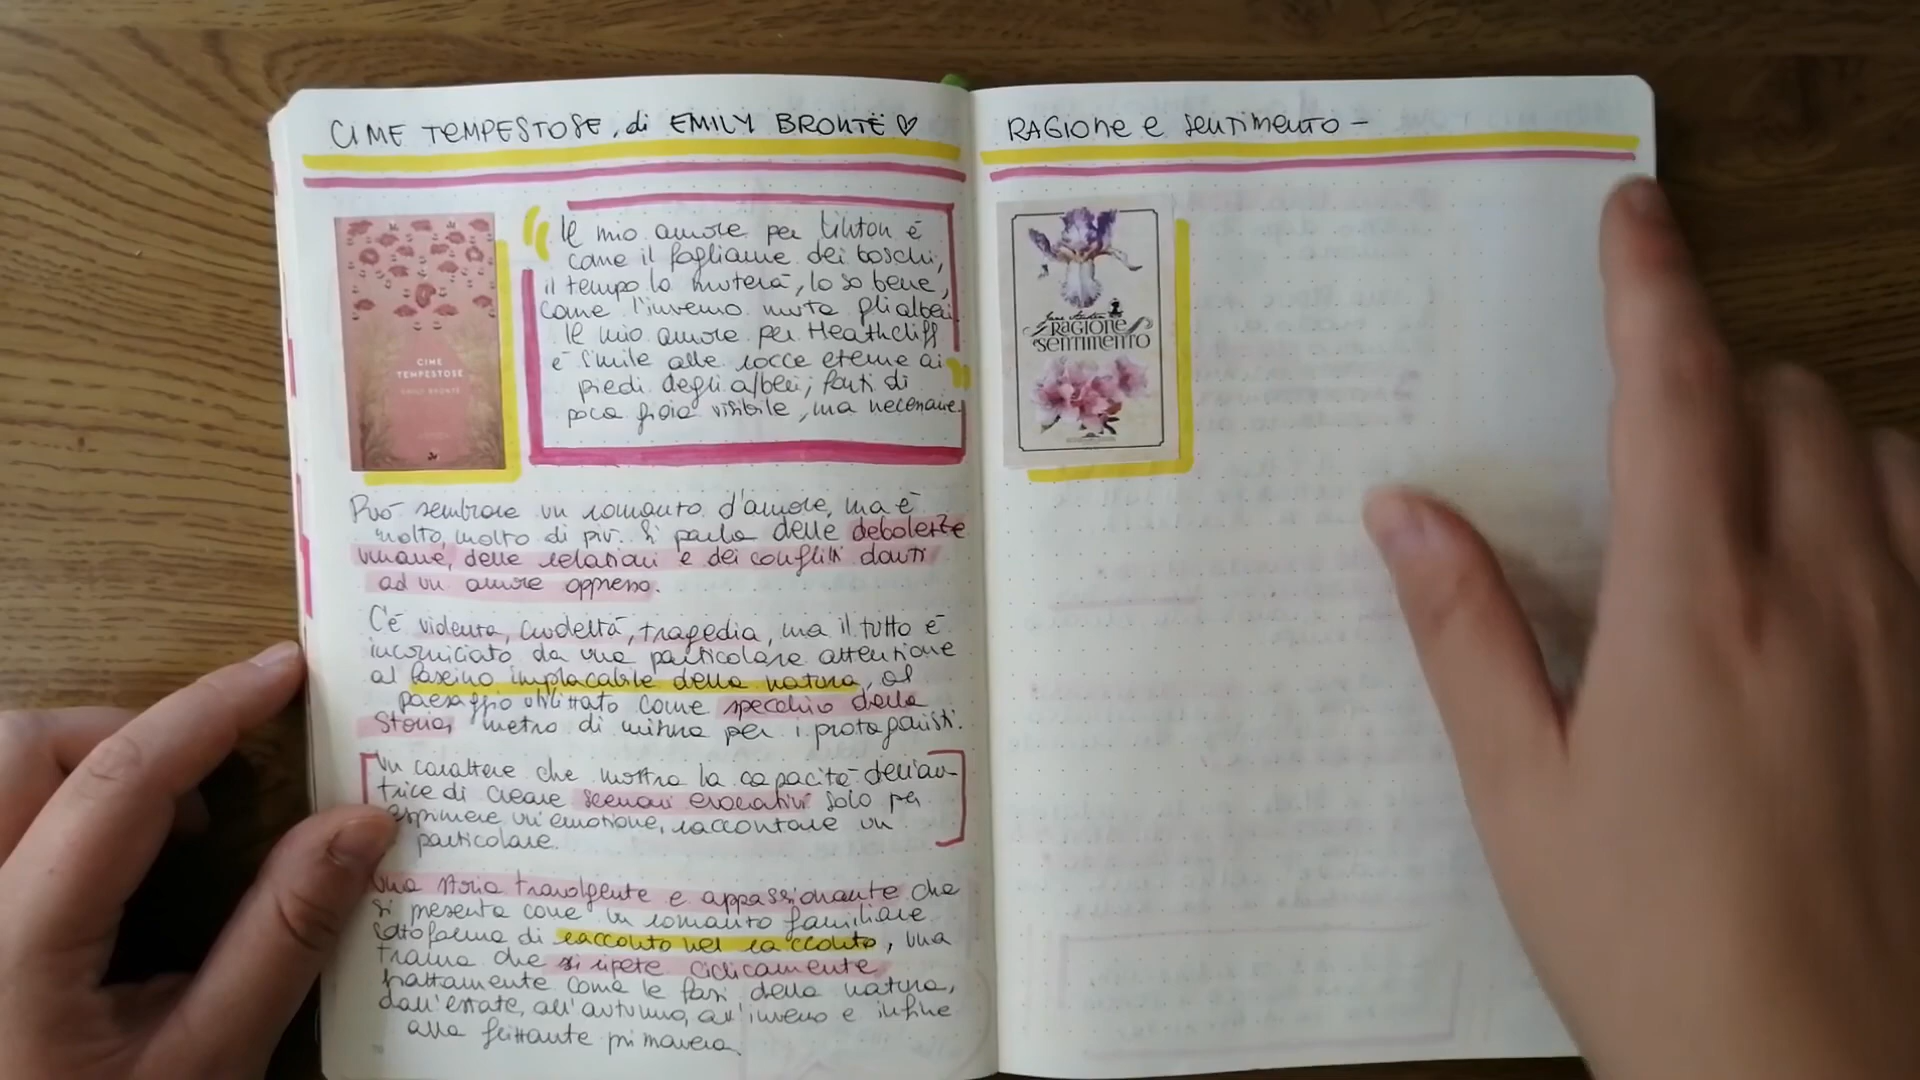 CIME TEMPESTOSE, di EMILY BRONTË ♡
CIME
TEMPESTOSE
EMILY BRONTË
Il mio amore per Linton è
come il fogliame dei boschi,
il tempo lo muterà, lo so bene,
come l'inverno muta gli alberi.
Il mio amore per Heathcliff
è simile alle rocce eterne ai
piedi degli alberi; fonti di
poca gioia visibile, ma necessarie.
Può sembrare un romanzo d'amore, ma è
molto, molto di più. Si parla delle debolezze
umane, delle relazioni e dei conflitti dovuti
ad un amore oppresso.
C'è violenza, crudeltà, tragedia, ma il tutto è
incorniciato da una particolare attenzione
al fascino implacabile della natura, al
paesaggio utilizzato come specchio della
storia, metro di misura per i protagonisti.
Un carattere che mostra la capacità dell'au-
trice di creare scenari evocativi solo per
esprimere un'emozione, raccontare un
particolare.
Una storia travolgente e appassionante che
si presenta come un romanzo familiare
sottoforma di racconto nel racconto, una
trama che si ripete ciclicamente
esattamente come le fasi della natura,
dall'estate, all'autunno, all'inverno e infine
alla frizzante primavera.
RAGIONE e SENTIMENTO -
Jane Austen
RAGIONE
e SENTIMENTO